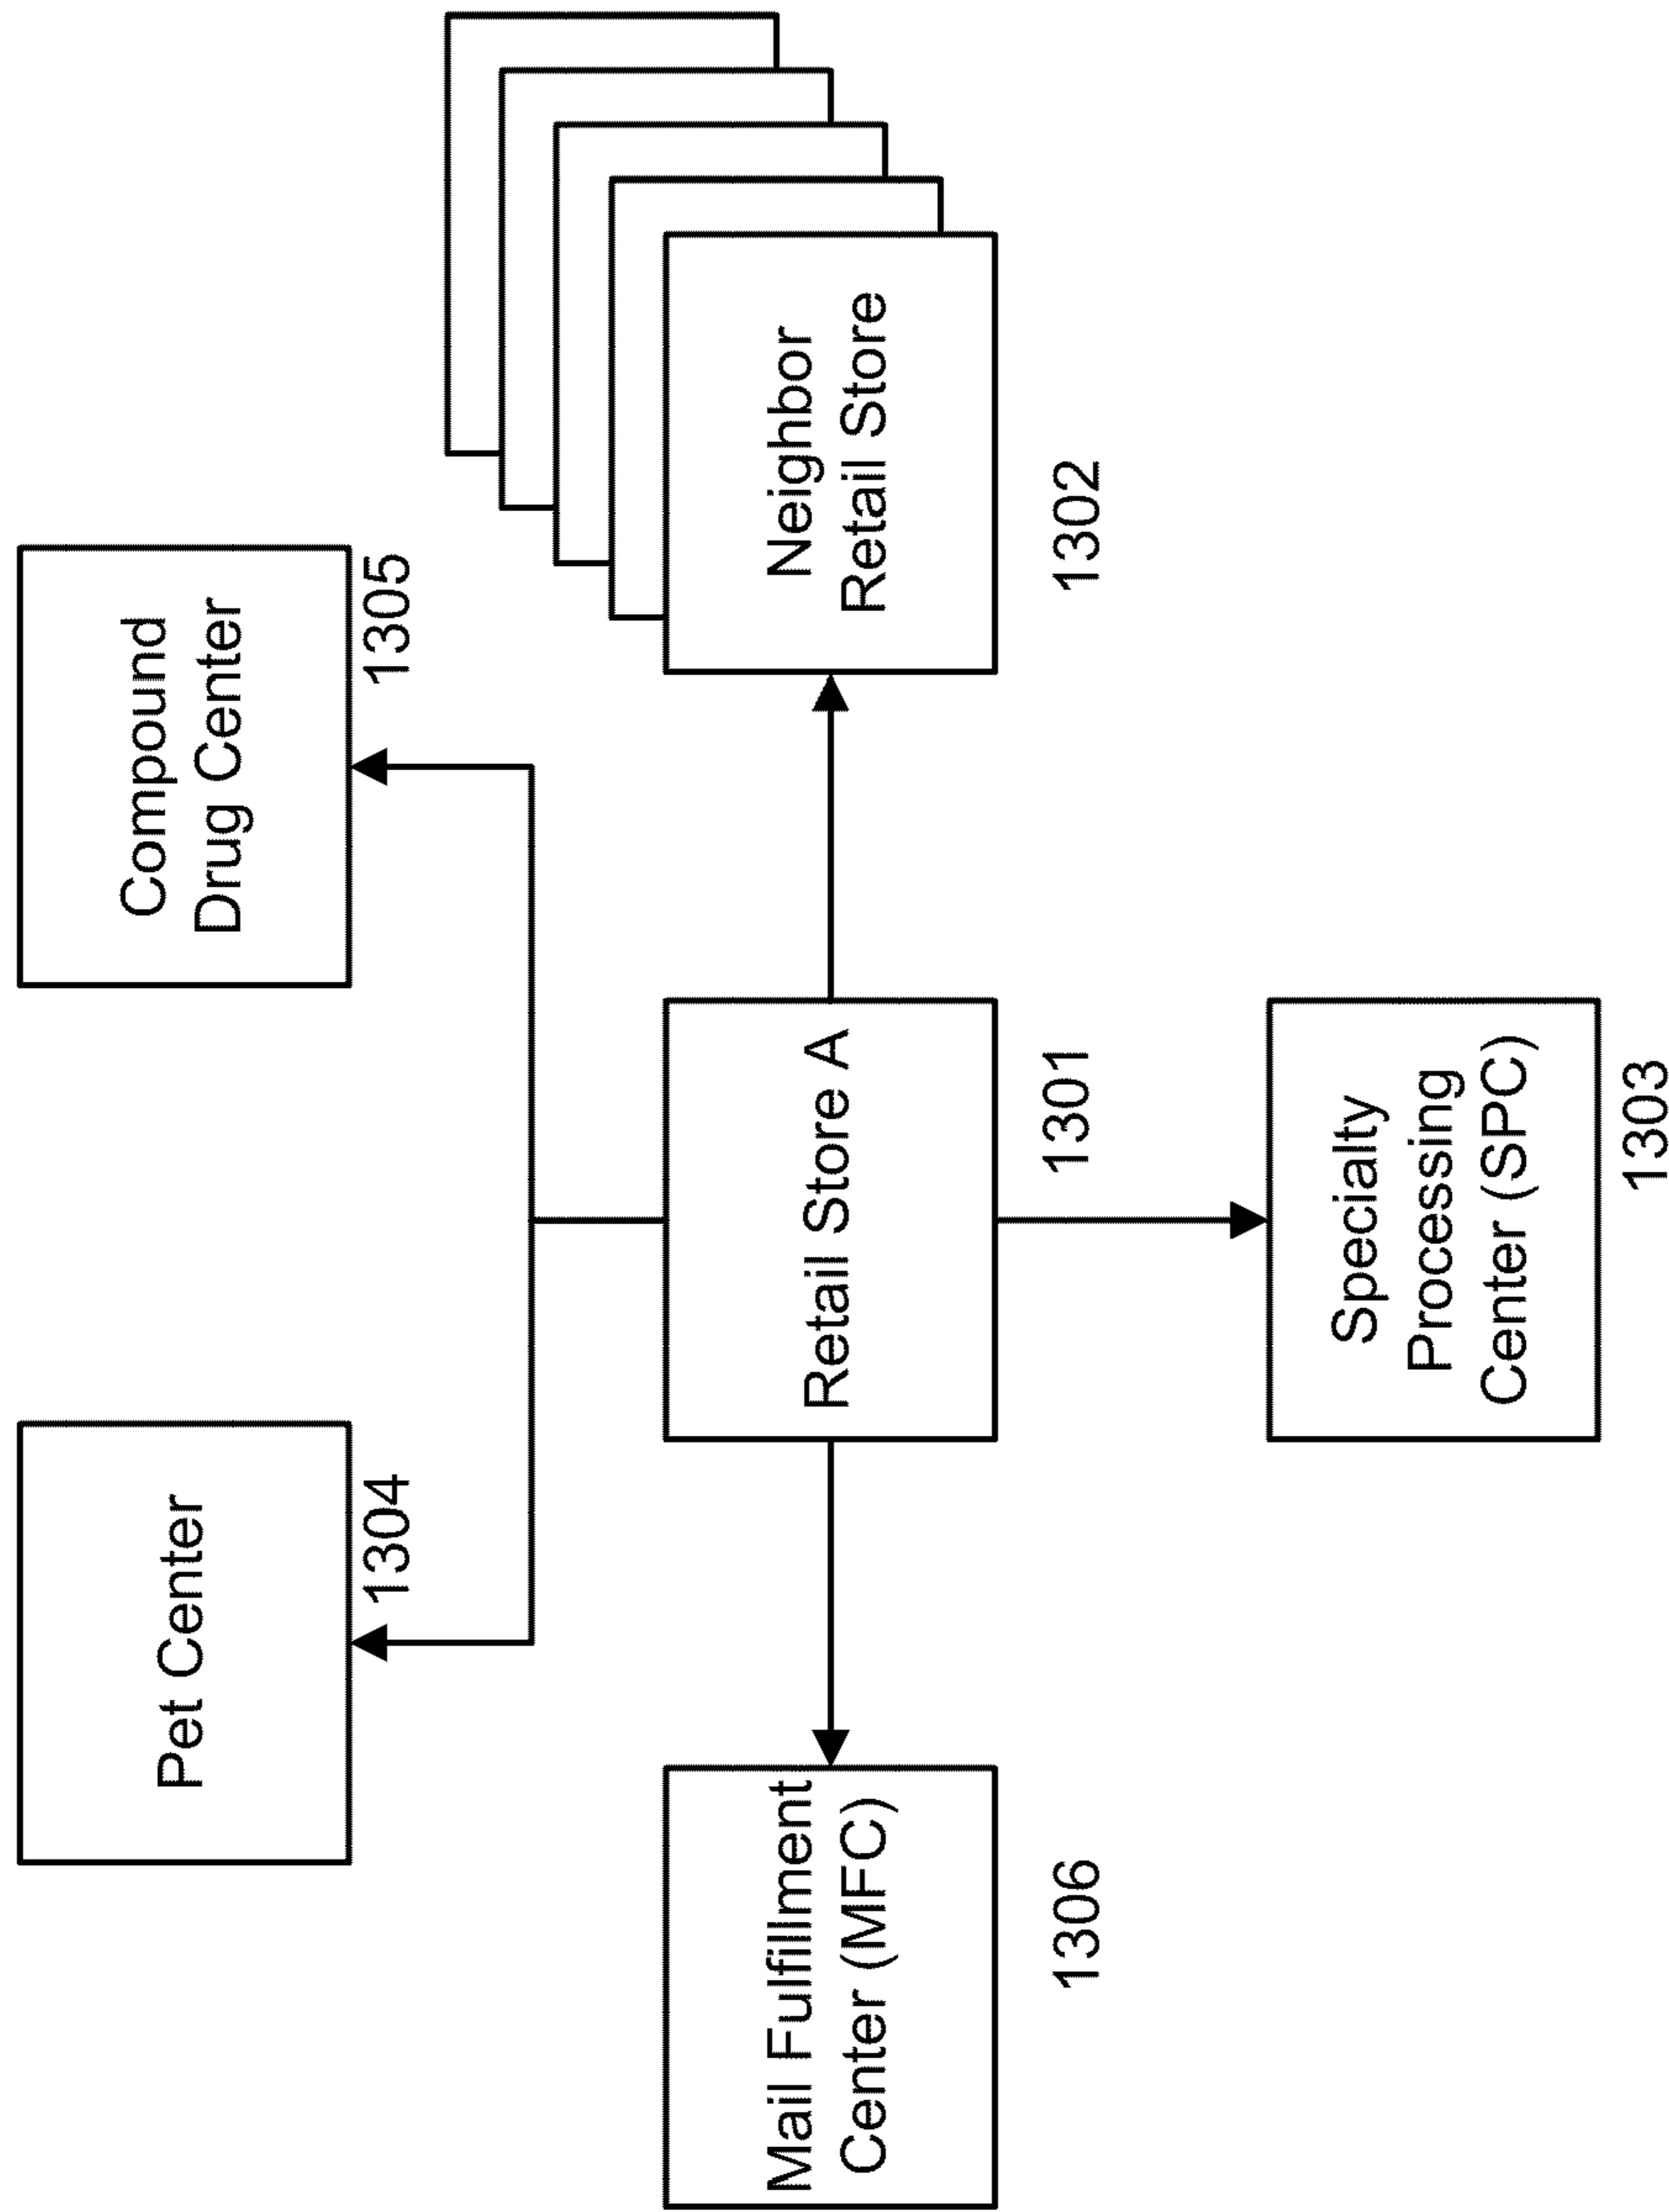 Pet Center
1304
Compound
Drug Center
1305
Mail Fulfillment
Center (MFC)
1306
Retail Store A
1301
Neighbor
Retail Store
1302
Specialty
Processing
Center (SPC)
1303